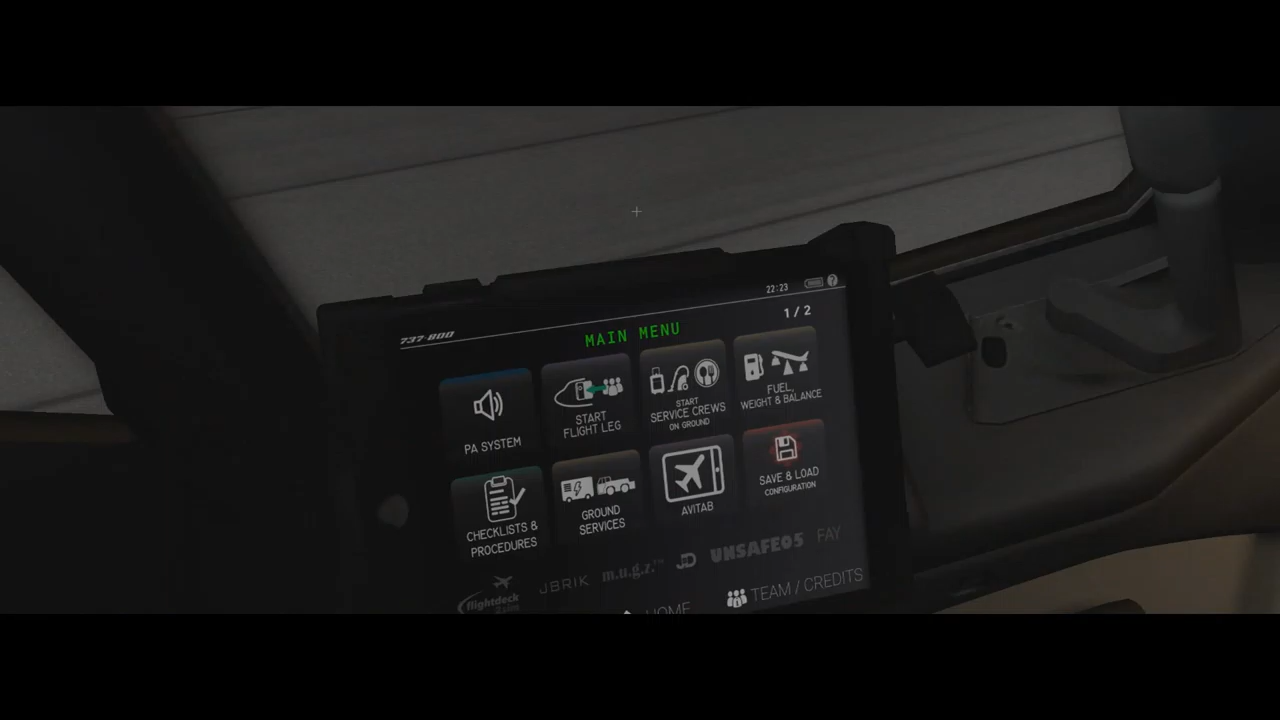 22:23
737-800
MAIN MENU
1 / 2
PA SYSTEM
START
FLIGHT LEG
START
SERVICE CREWS
ON GROUND
FUEL,
WEIGHT & BALANCE
CHECKLISTS &
PROCEDURES
GROUND
SERVICES
AVITAB
SAVE & LOAD
CONFIGURATION
flightdeck
JBRIK
m.u.g.z.™
JD
UNSAFE05
FAY
HOME
TEAM / CREDITS